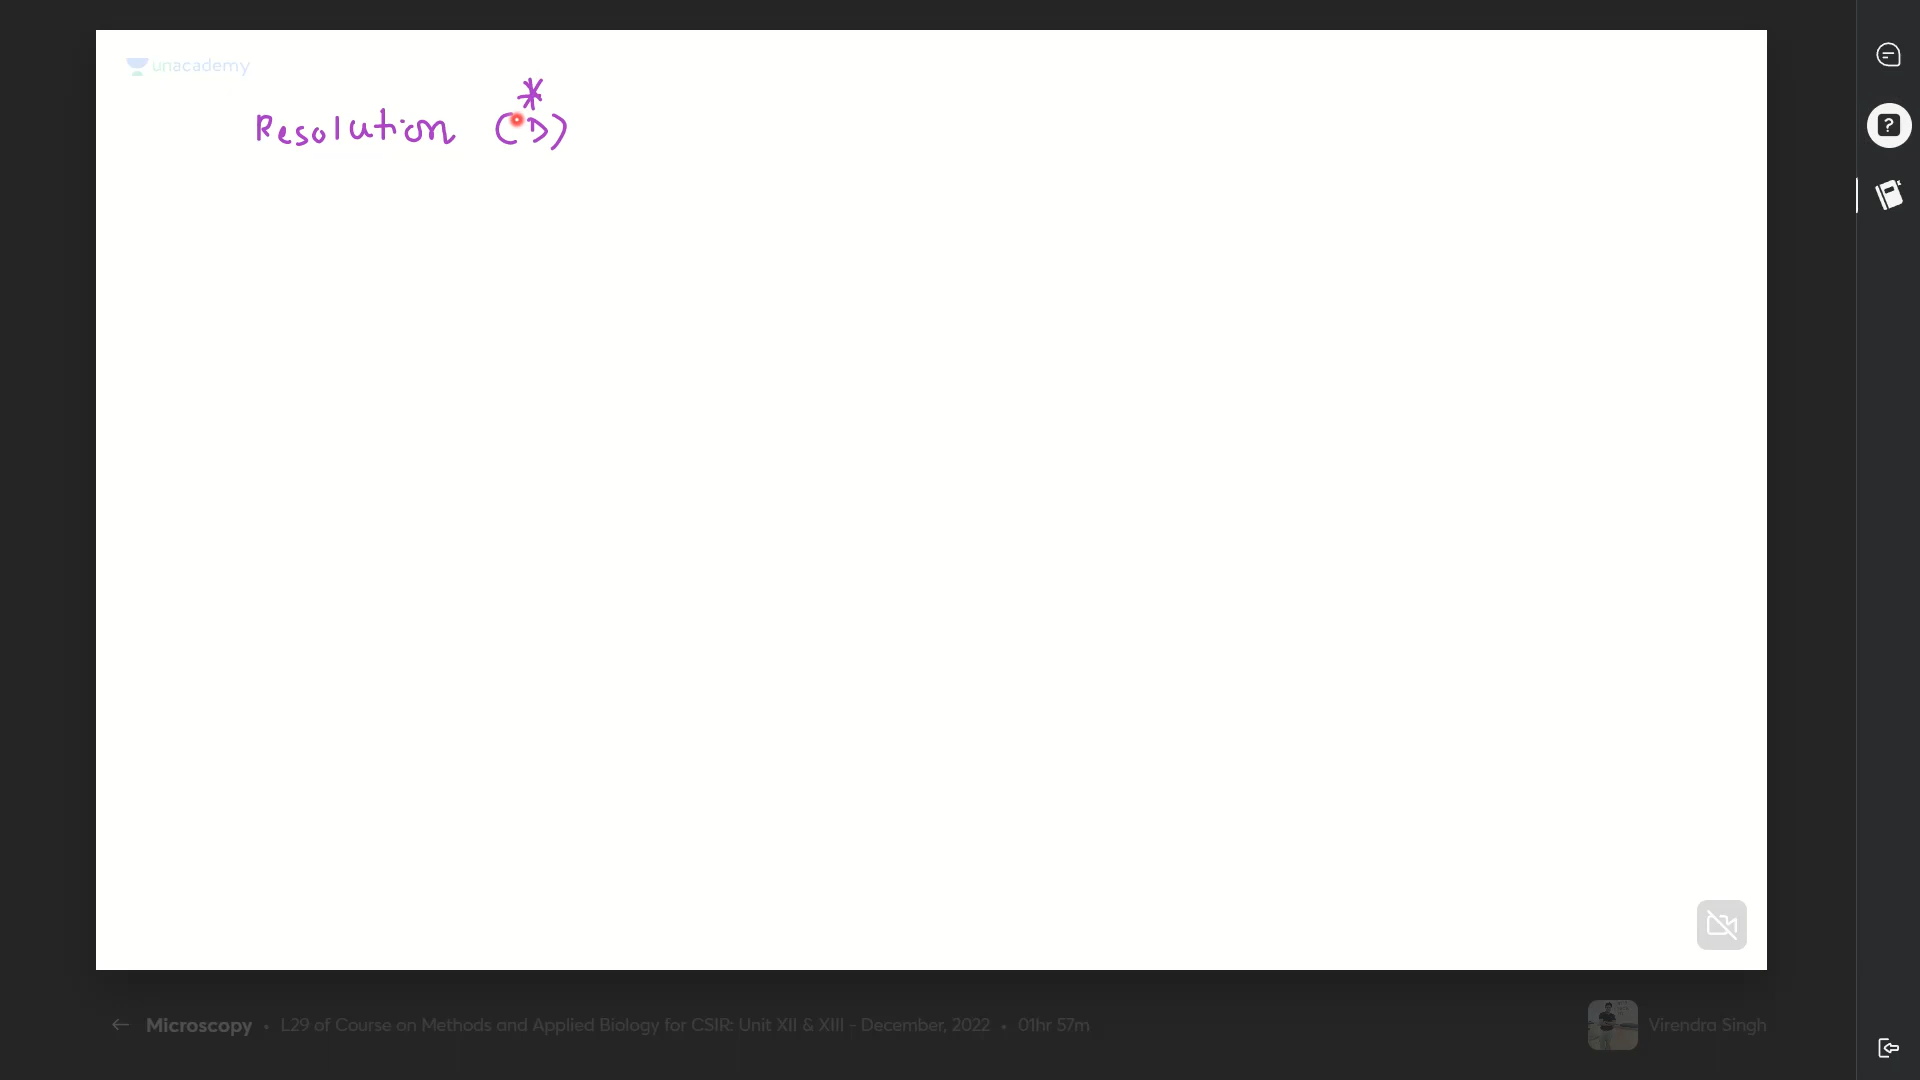 unacademy
*
Resolution (D)
← Microscopy • L29 of Course on Methods and Applied Biology for CSIR: Unit XII & XIII - December, 2022 • 01hr 57m
Virendra Singh
?